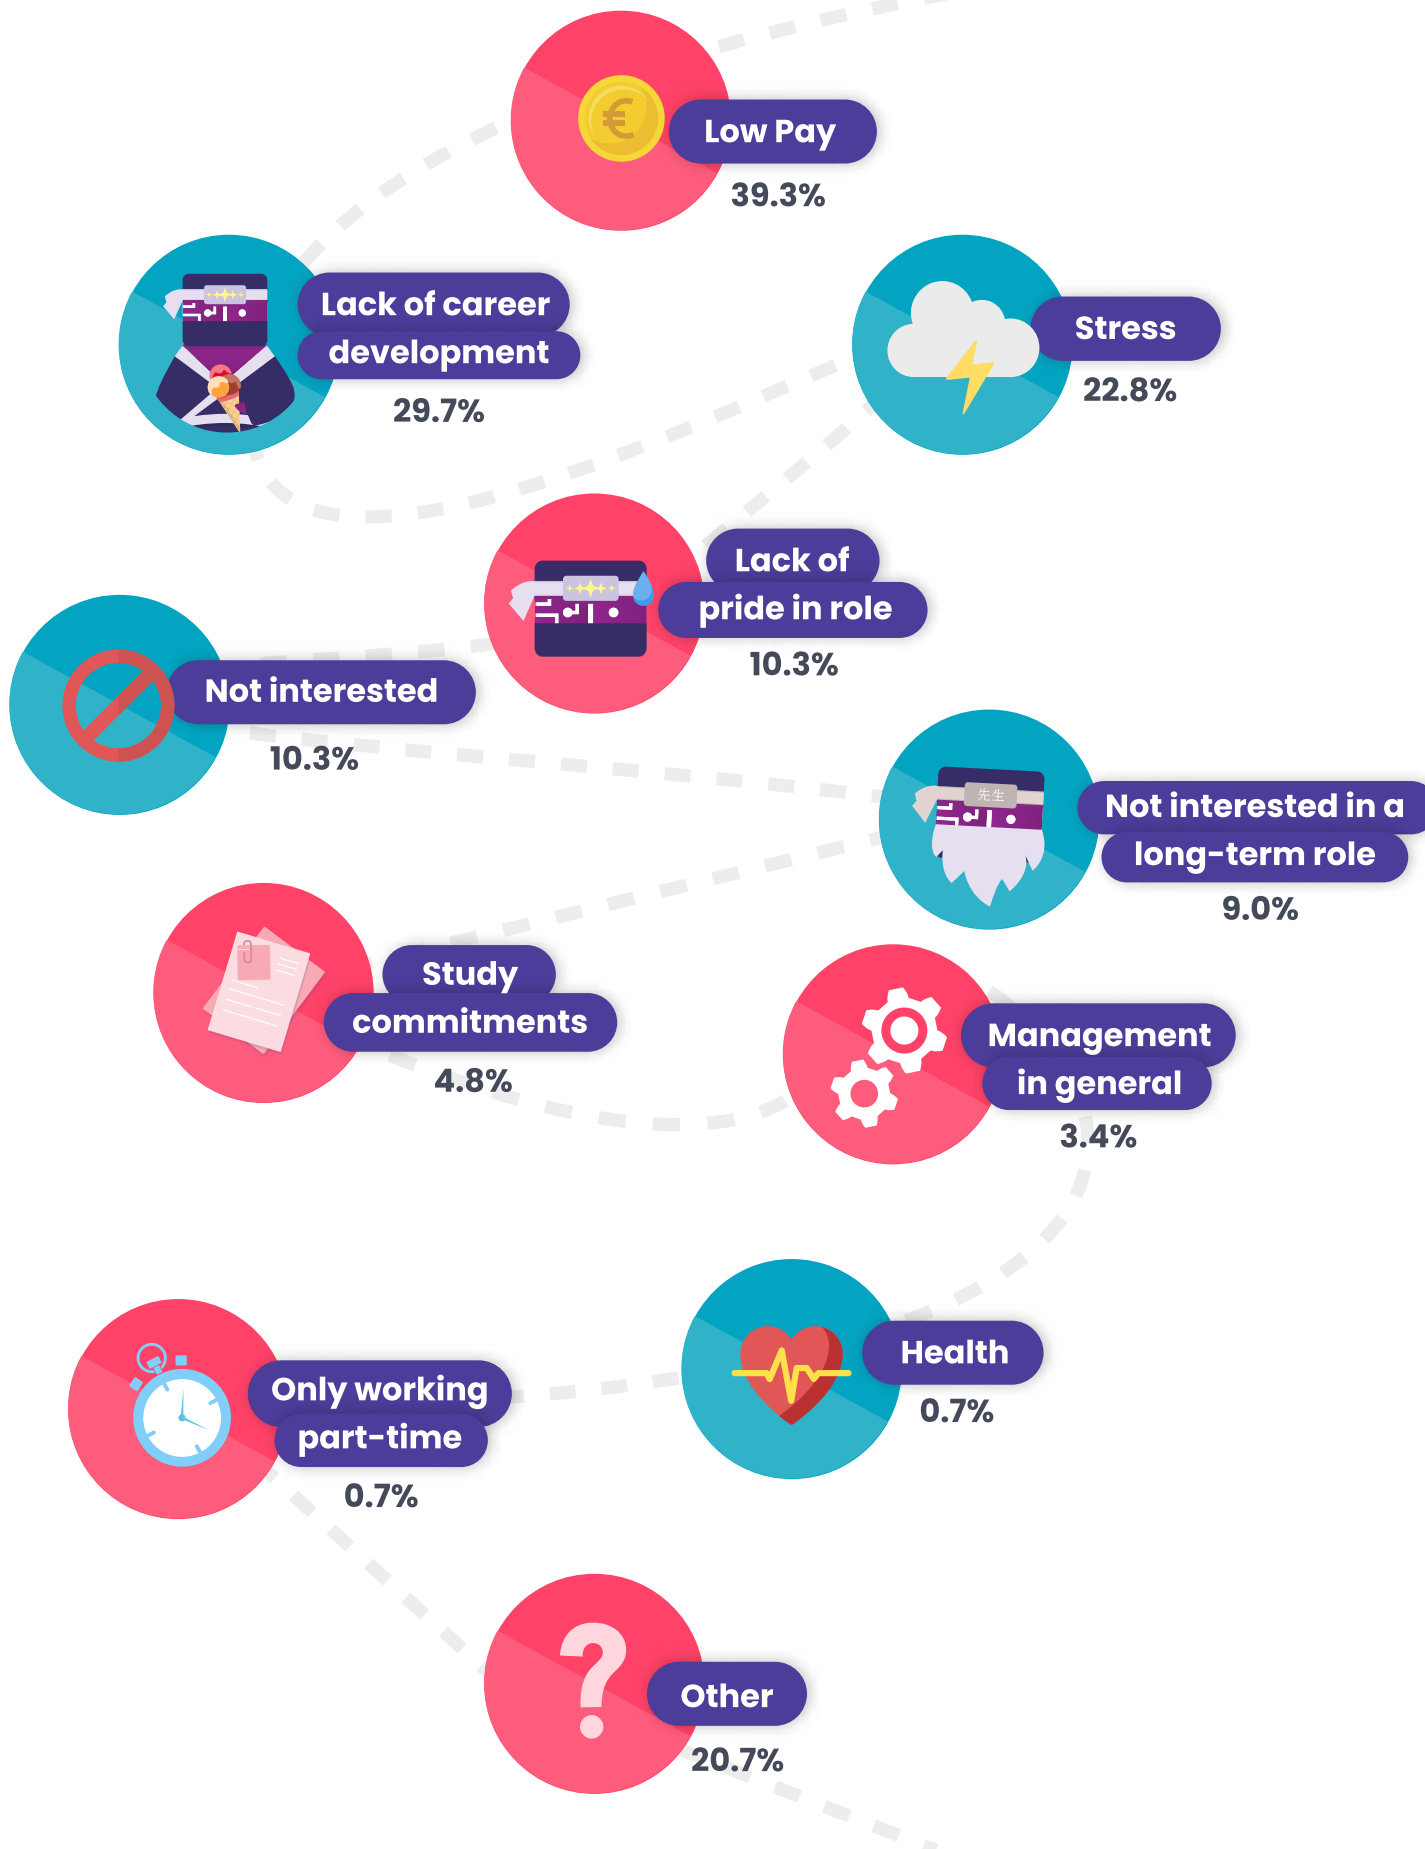 €
Low Pay
39.3%
Lack of career
development
29.7%
Stress
22.8%
Lack of
pride in role
10.3%
Not interested
10.3%
先生
Not interested in a
long-term role
9.0%
Study
commitments
4.8%
Management
in general
3.4%
Health
0.7%
Only working
part-time
0.7%
?
Other
20.7%